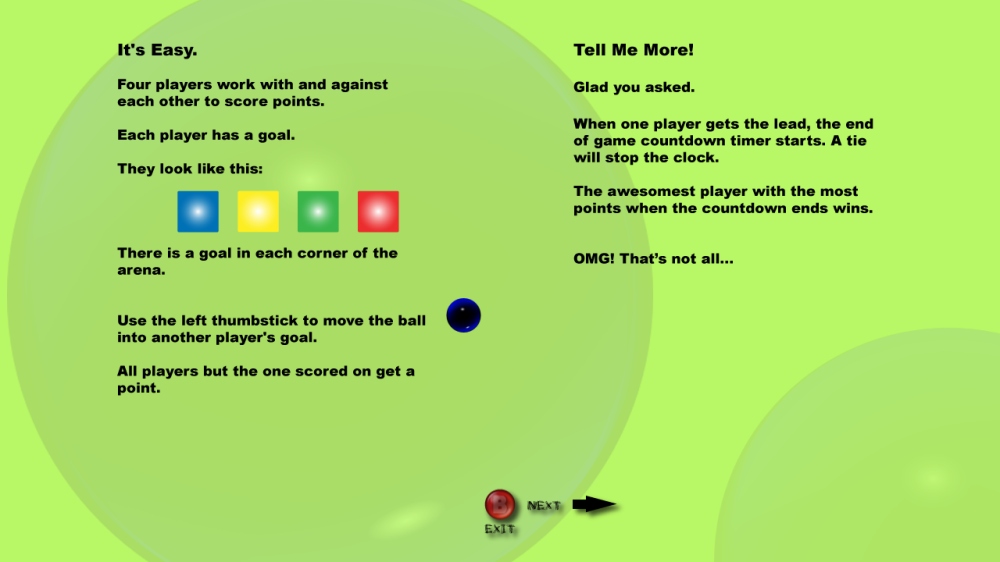 It's Easy.
Four players work with and against
each other to score points.
Each player has a goal.
They look like this:
There is a goal in each corner of the
arena.
Use the left thumbstick to move the ball
into another player's goal.
All players but the one scored on get a
point.
Tell Me More!
Glad you asked.
When one player gets the lead, the end
of game countdown timer starts. A tie
will stop the clock.
The awesomest player with the most
points when the countdown ends wins.
OMG! That’s not all...
B
NEXT
EXIT